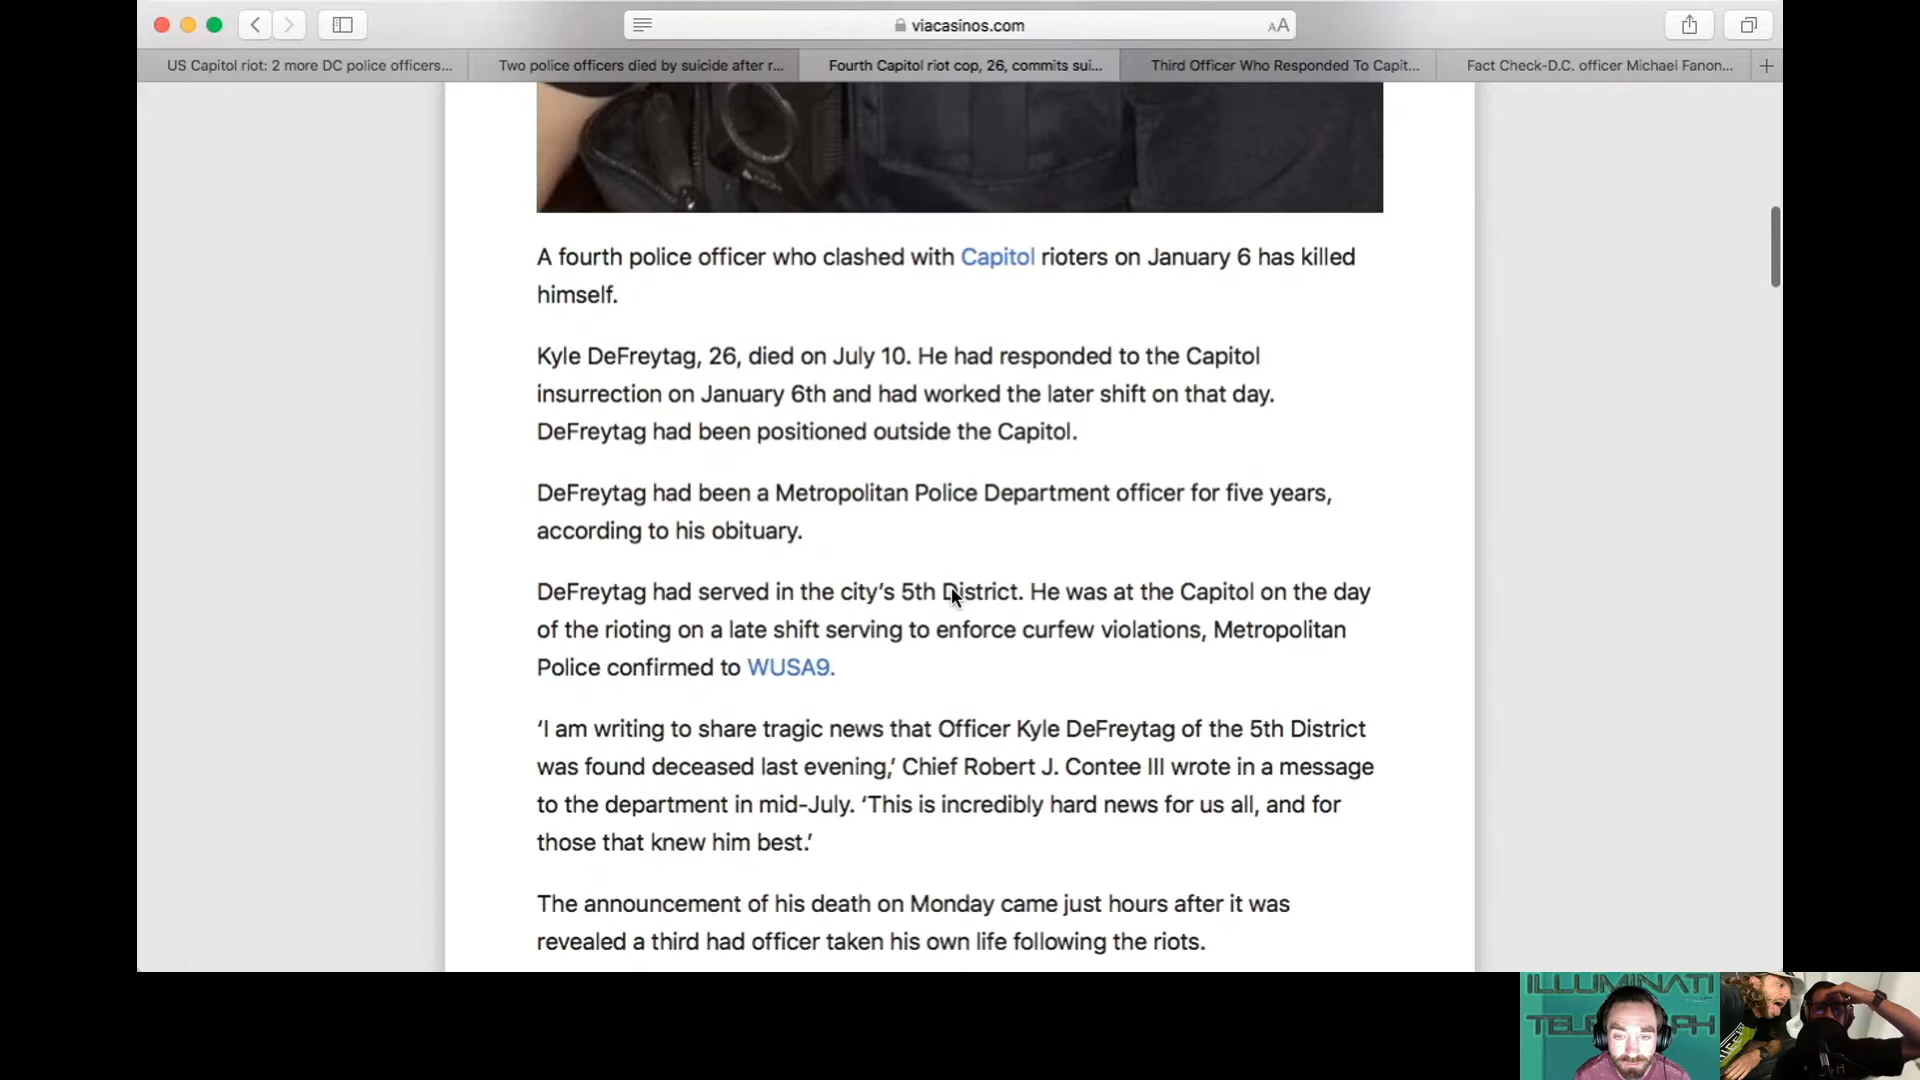 viacasinos.com
AA
US Capitol riot: 2 more DC police officers...
Two police officers died by suicide after r...
Fourth Capitol riot cop, 26, commits sui...
Third Officer Who Responded To Capit...
Fact Check-D.C. officer Michael Fanon...
A fourth police officer who clashed with Capitol rioters on January 6 has killed
himself.
Kyle DeFreytag, 26, died on July 10. He had responded to the Capitol
insurrection on January 6th and had worked the later shift on that day.
DeFreytag had been positioned outside the Capitol.
DeFreytag had been a Metropolitan Police Department officer for five years,
according to his obituary.
DeFreytag had served in the city’s 5th District. He was at the Capitol on the day
of the rioting on a late shift serving to enforce curfew violations, Metropolitan
Police confirmed to WUSA9.
‘I am writing to share tragic news that Officer Kyle DeFreytag of the 5th District
was found deceased last evening,’ Chief Robert J. Contee III wrote in a message
to the department in mid-July. ‘This is incredibly hard news for us all, and for
those that knew him best.’
The announcement of his death on Monday came just hours after it was
revealed a third had officer taken his own life following the riots.
ILLUMINATI